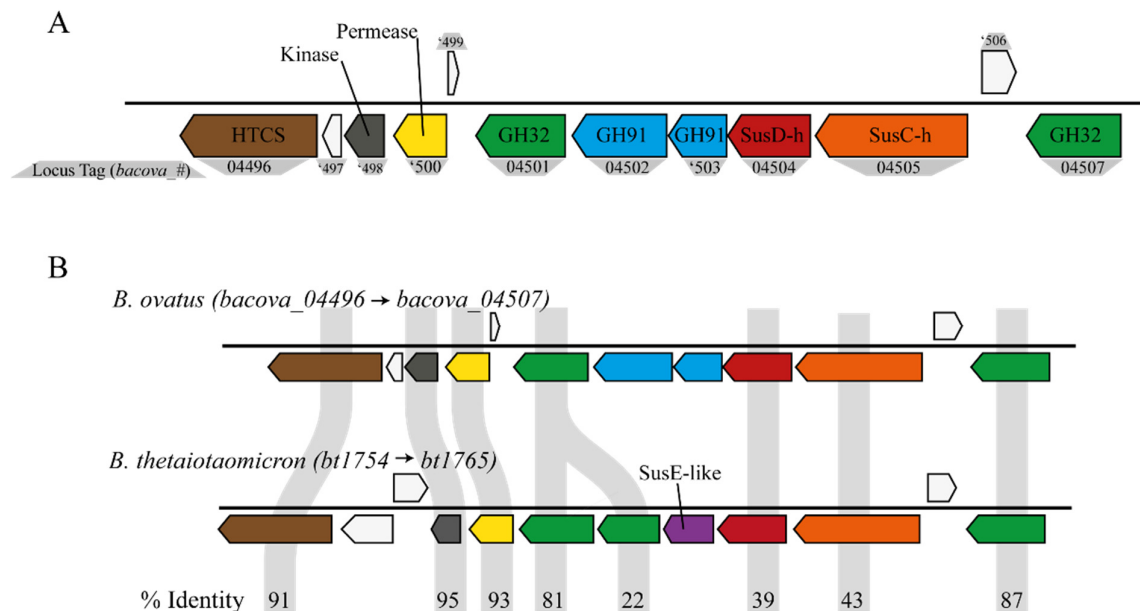 A
Permease
Kinase
‘499
‘506
HTCS
GH32
GH91
GH91
SusD-h
SusC-h
GH32
Locus Tag (bacova_#)
04496
‘497
‘498
‘500
04501
04502
‘503
04504
04505
04507
B
B. ovatus (bacova_04496 → bacova_04507)
B. thetaiotaomicron (bt1754 → bt1765)
SusE-like
% Identity 91 95 93 81 22 39 43 87